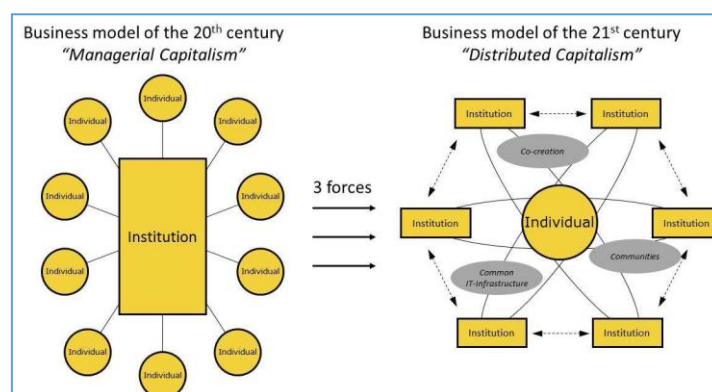 Business model of the 20th century
"Managerial Capitalism"
Individual
Individual
Individual
Individual
Individual
Individual
Individual
Individual
Individual
Individual
Institution
3 forces
Business model of the 21st century
"Distributed Capitalism"
Institution
Institution
Co-creation
Institution
Individual
Institution
Communities
Common
IT-infrastructure
Institution
Institution